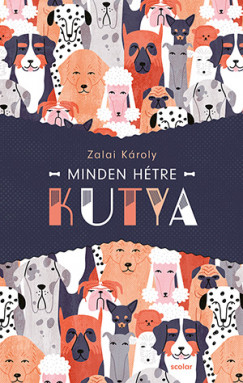 Zalai Károly
MINDEN HÉTRE
KUTYA
scolar